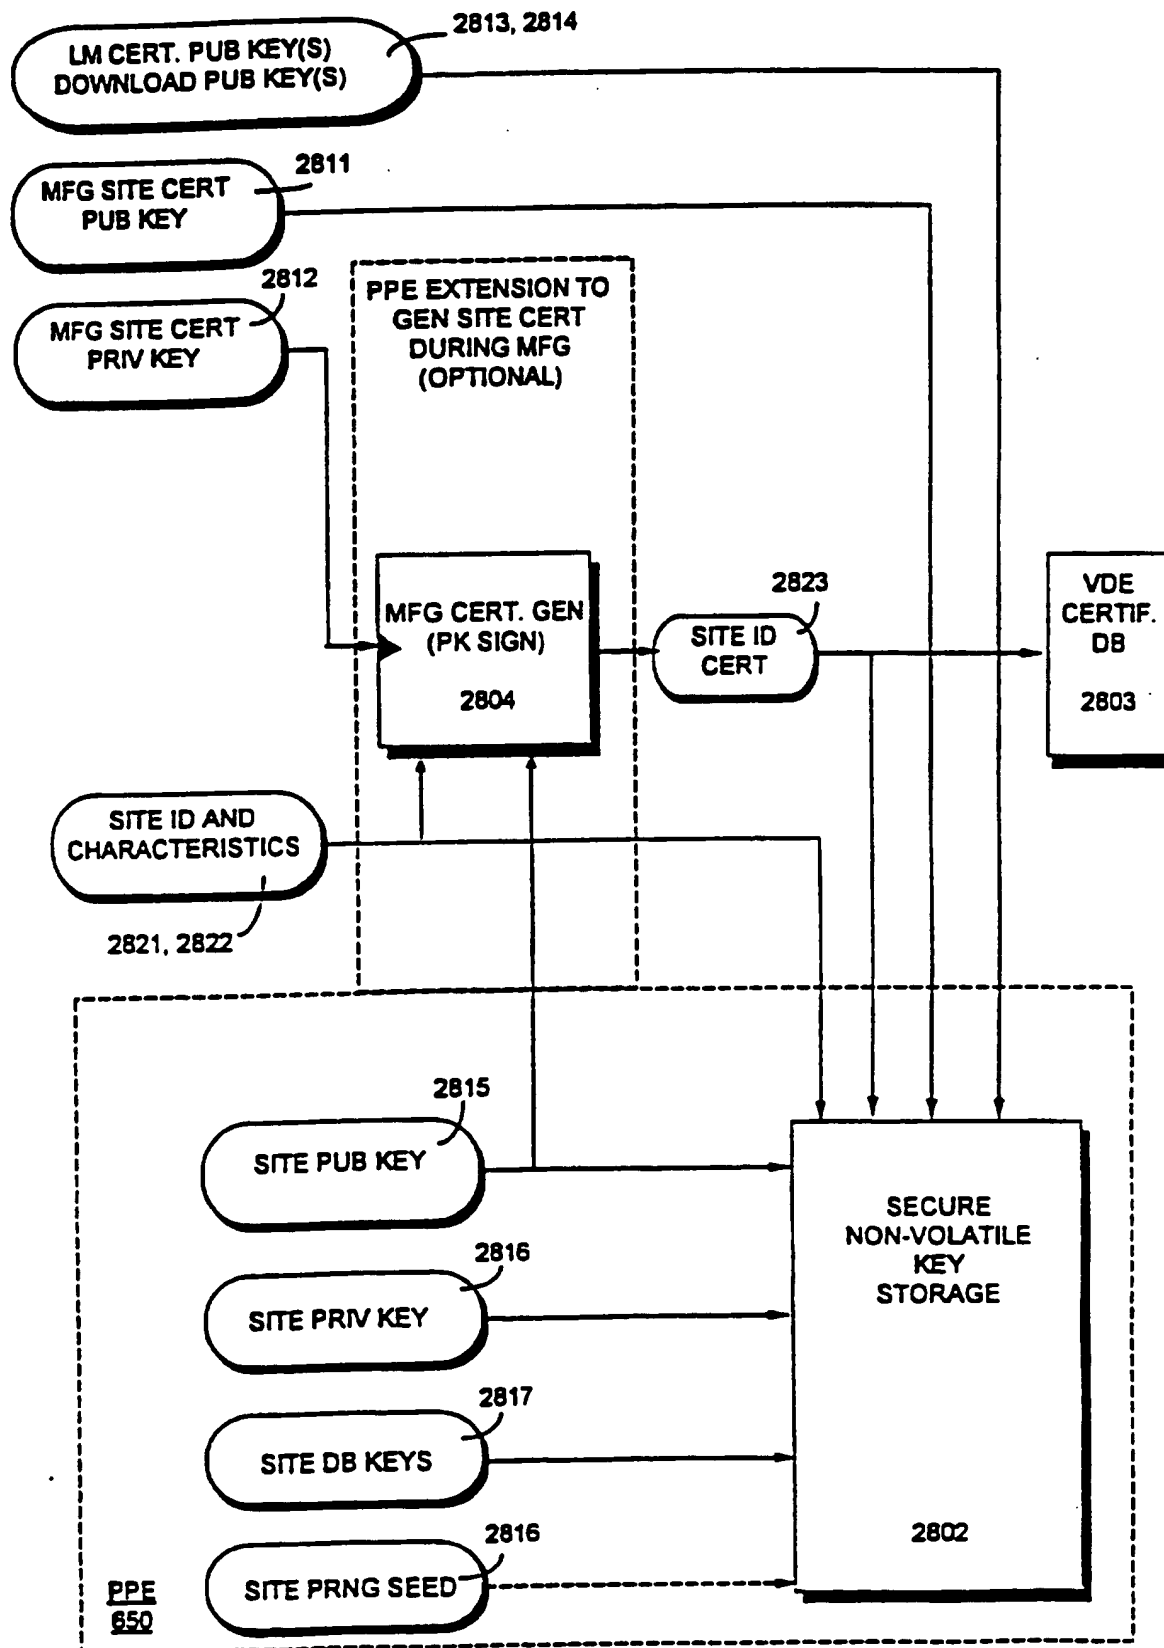 2813, 2814
LM CERT. PUB KEY(S)
DOWNLOAD PUB KEY(S)
2811
MFG SITE CERT
PUB KEY
2812
MFG SITE CERT
PRIV KEY
PPE EXTENSION TO
GEN SITE CERT
DURING MFG
(OPTIONAL)
MFG CERT. GEN
(PK SIGN)
2804
2823
SITE ID
CERT
VDE
CERTIF.
DB
2803
SITE ID AND
CHARACTERISTICS
2821, 2822
2815
SITE PUB KEY
2816
SITE PRIV KEY
2817
SITE DB KEYS
2816
SITE PRNG SEED
SECURE
NON-VOLATILE
KEY
STORAGE
2802
PPE
650